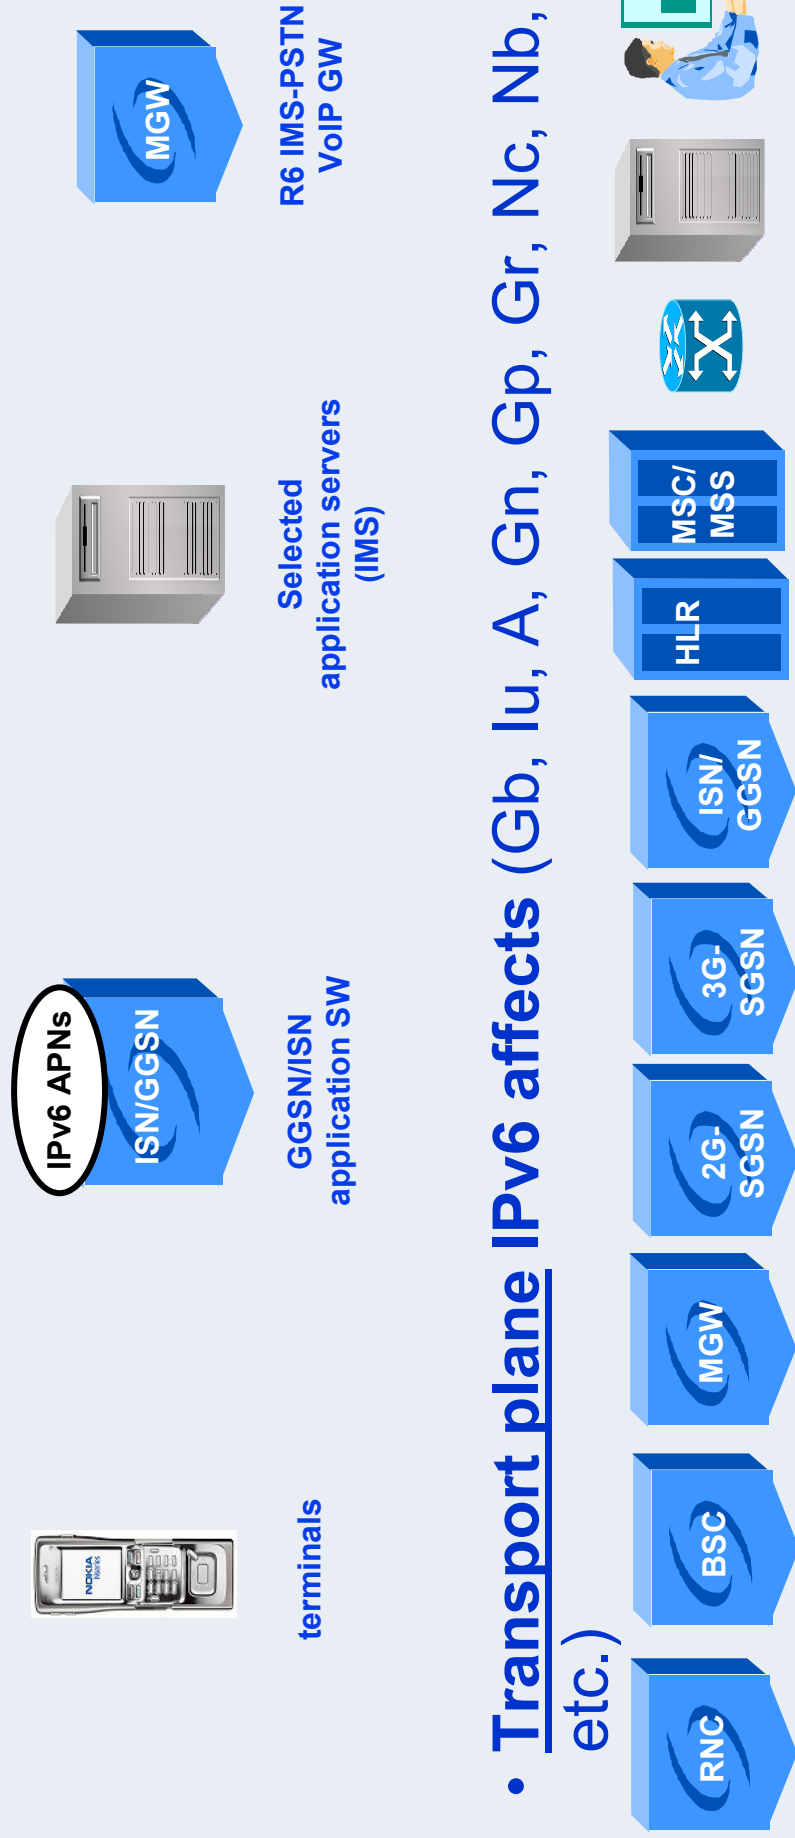 NOKIA
Nseries
terminals
IPv6 APNs
ISN/GGSN
GGSN/ISN
application SW
Selected
application servers
(IMS)
MGW
R6 IMS-PSTN
VoIP GW
• Transport plane IPv6 affects (Gb, Iu, A, Gn, Gp, Gr, Nc, Nb,
etc.)
RNC
BSC
MGW
2G-
SGSN
3G-
SGSN
ISN/
GGSN
HLR
MSC/
MSS